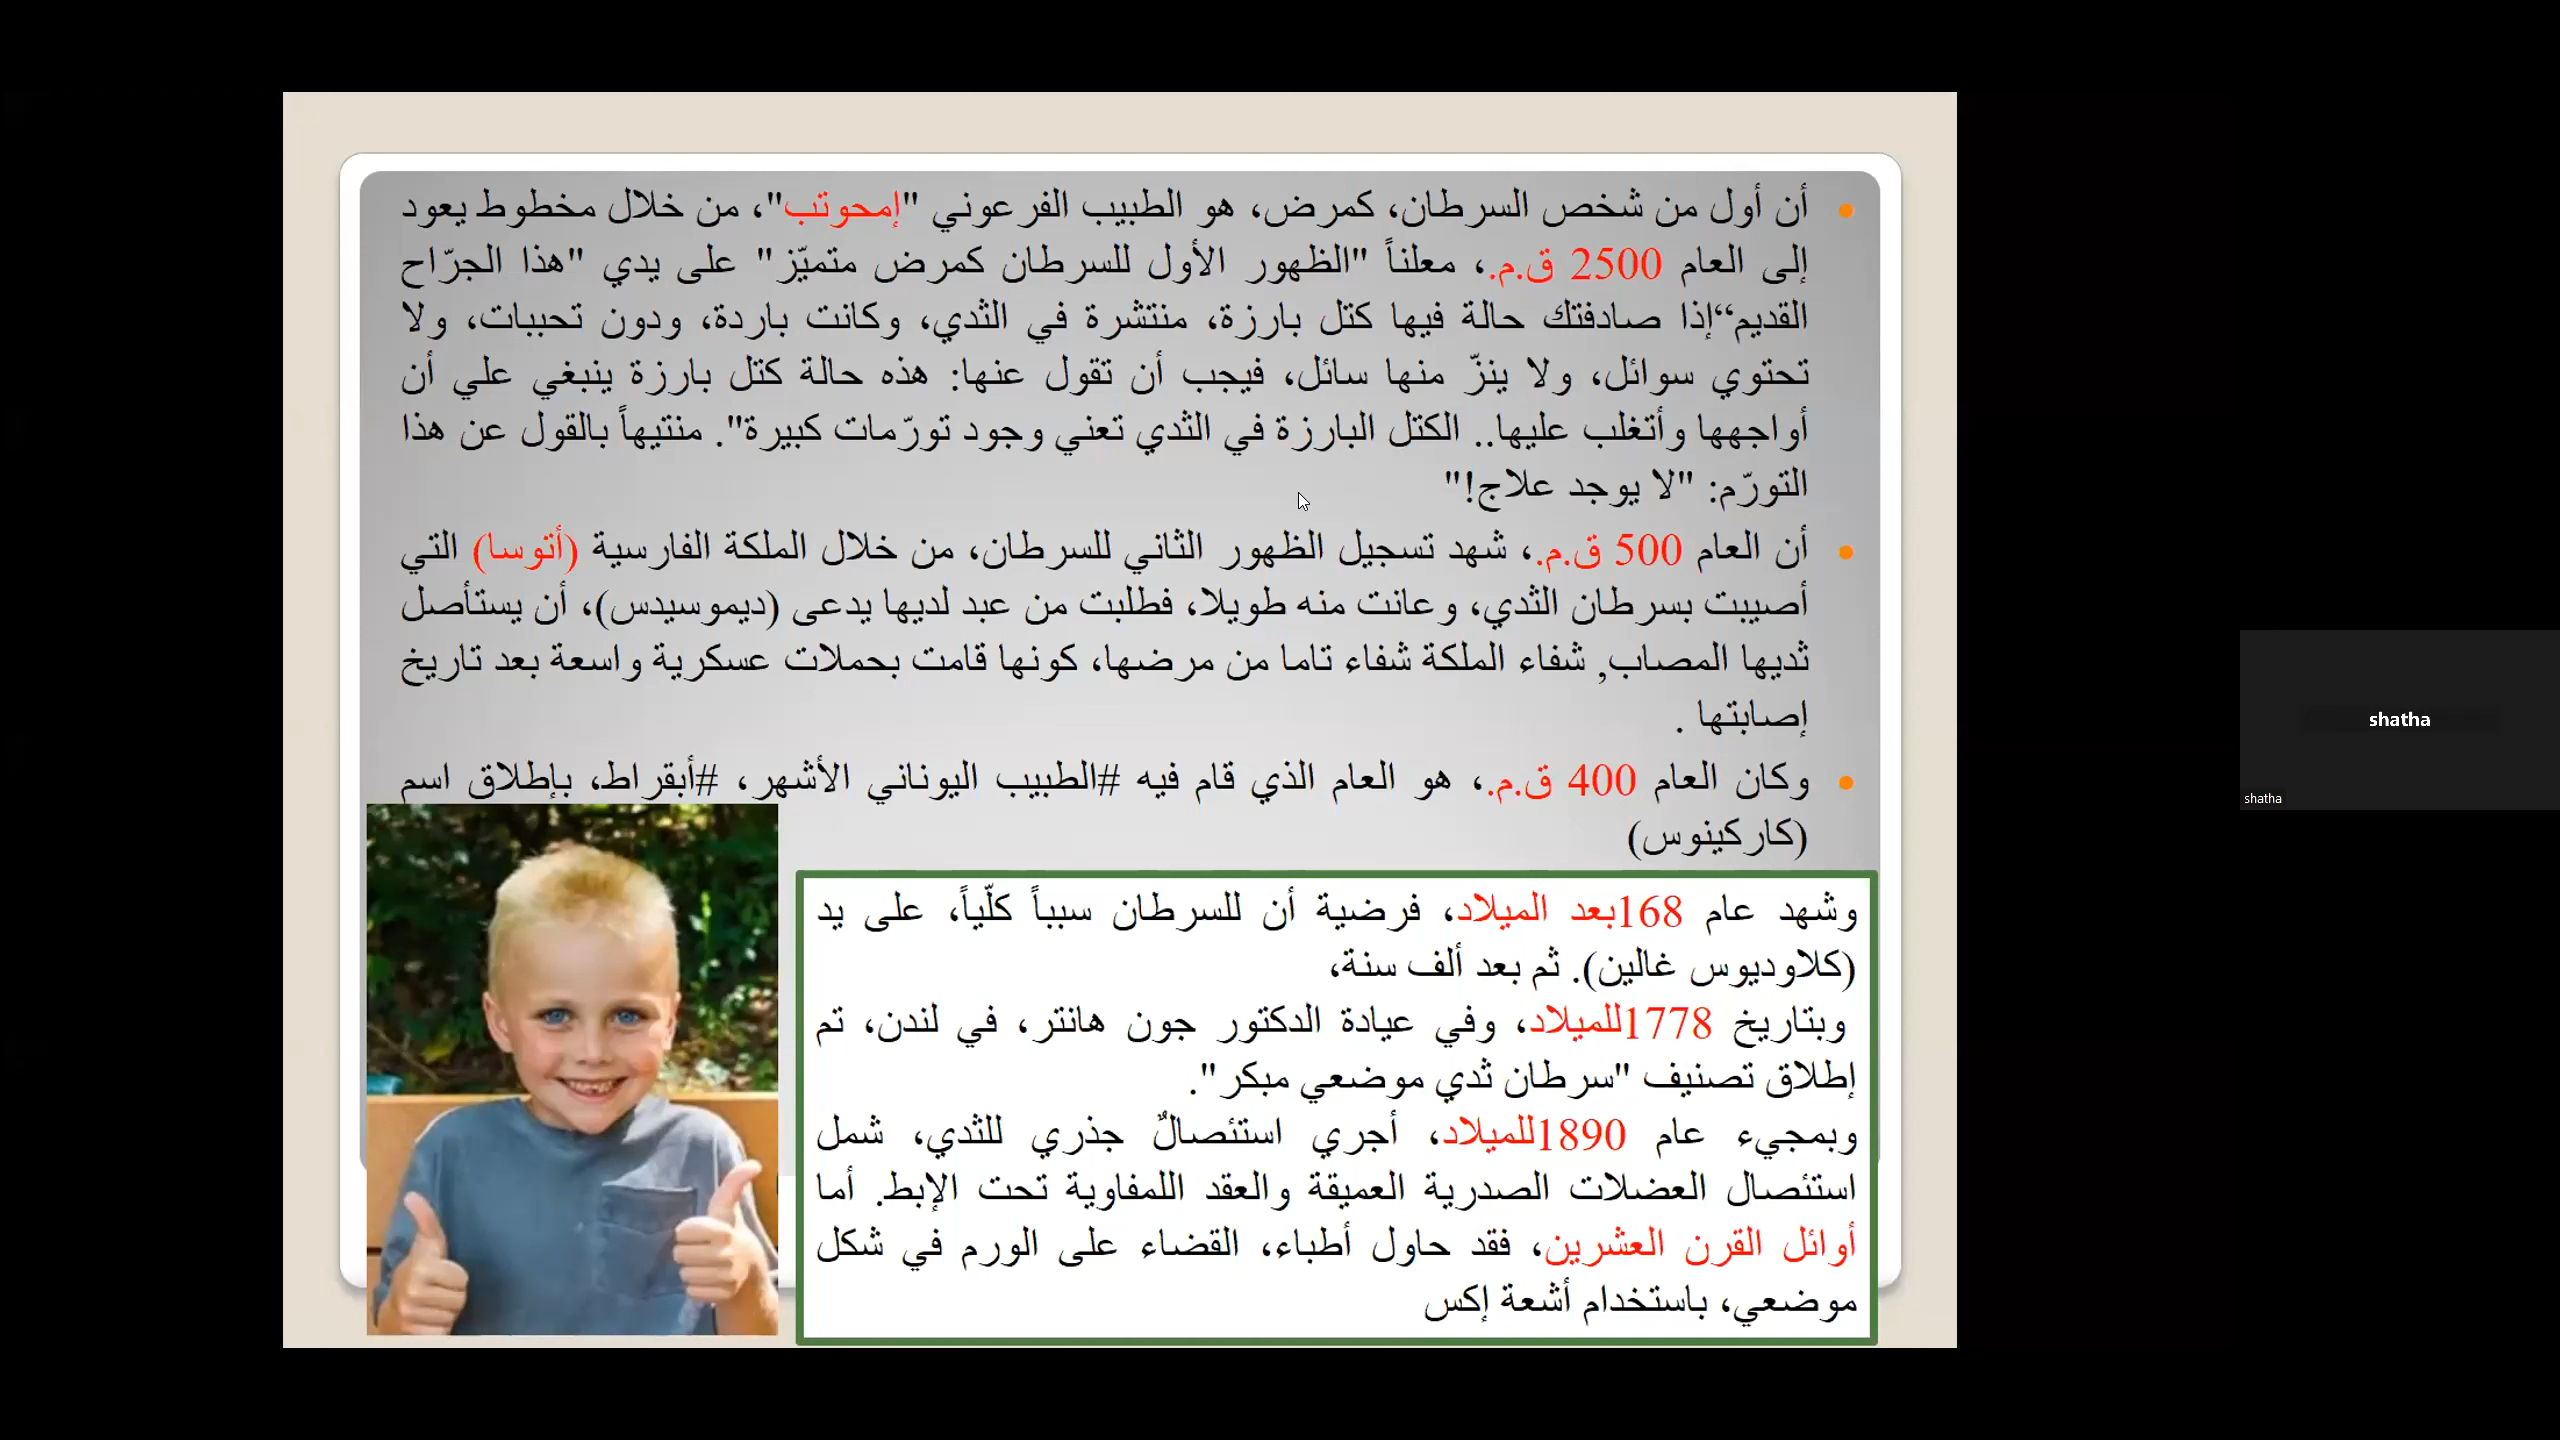 • أن أول من شخص السرطان، كمرض، هو الطبيب الفرعوني "إمحوتب"، من خلال مخطوط يعود
إلى العام 2500 ق.م.، معلناً "الظهور الأول للسرطان كمرض متميّز" على يدي "هذا الجرّاح
القديم“إذا صادفتك حالة فيها كتل بارزة، منتشرة في الثدي، وكانت باردة، ودون تحببات، ولا
تحتوي سوائل، ولا ينزّ منها سائل، فيجب أن تقول عنها: هذه حالة كتل بارزة ينبغي علي أن
أواجهها وأتغلب عليها.. الكتل البارزة في الثدي تعني وجود تورّمات كبيرة". منتيهاً بالقول عن هذا
التورّم: "لا يوجد علاج!"
• أن العام 500 ق.م.، شهد تسجيل الظهور الثاني للسرطان، من خلال الملكة الفارسية (أتوسا) التي
أصيبت بسرطان الثدي، وعانت منه طويلا، فطلبت من عبد لديها يدعى (ديموسيدس)، أن يستأصل
ثديها المصاب, شفاء الملكة شفاء تاما من مرضها، كونها قامت بحملات عسكرية واسعة بعد تاريخ
إصابتها .
• وكان العام 400 ق.م.، هو العام الذي قام فيه #الطبيب اليوناني الأشهر، #أبقراط، بإطلاق اسم
(كاركينوس)
وشهد عام 168بعد الميلاد، فرضية أن للسرطان سبباً كلّياً، على يد
(كلاوديوس غالين). ثم بعد ألف سنة،
وبتاريخ 1778للميلاد، وفي عيادة الدكتور جون هانتر، في لندن، تم
إطلاق تصنيف "سرطان ثدي موضعي مبكر".
وبمجيء عام 1890للميلاد، أجري استئصالٌ جذري للثدي، شمل
استئصال العضلات الصدرية العميقة والعقد اللمفاوية تحت الإبط. أما
أوائل القرن العشرين، فقد حاول أطباء، القضاء على الورم في شكل
موضعي، باستخدام أشعة إكس
shatha
shatha